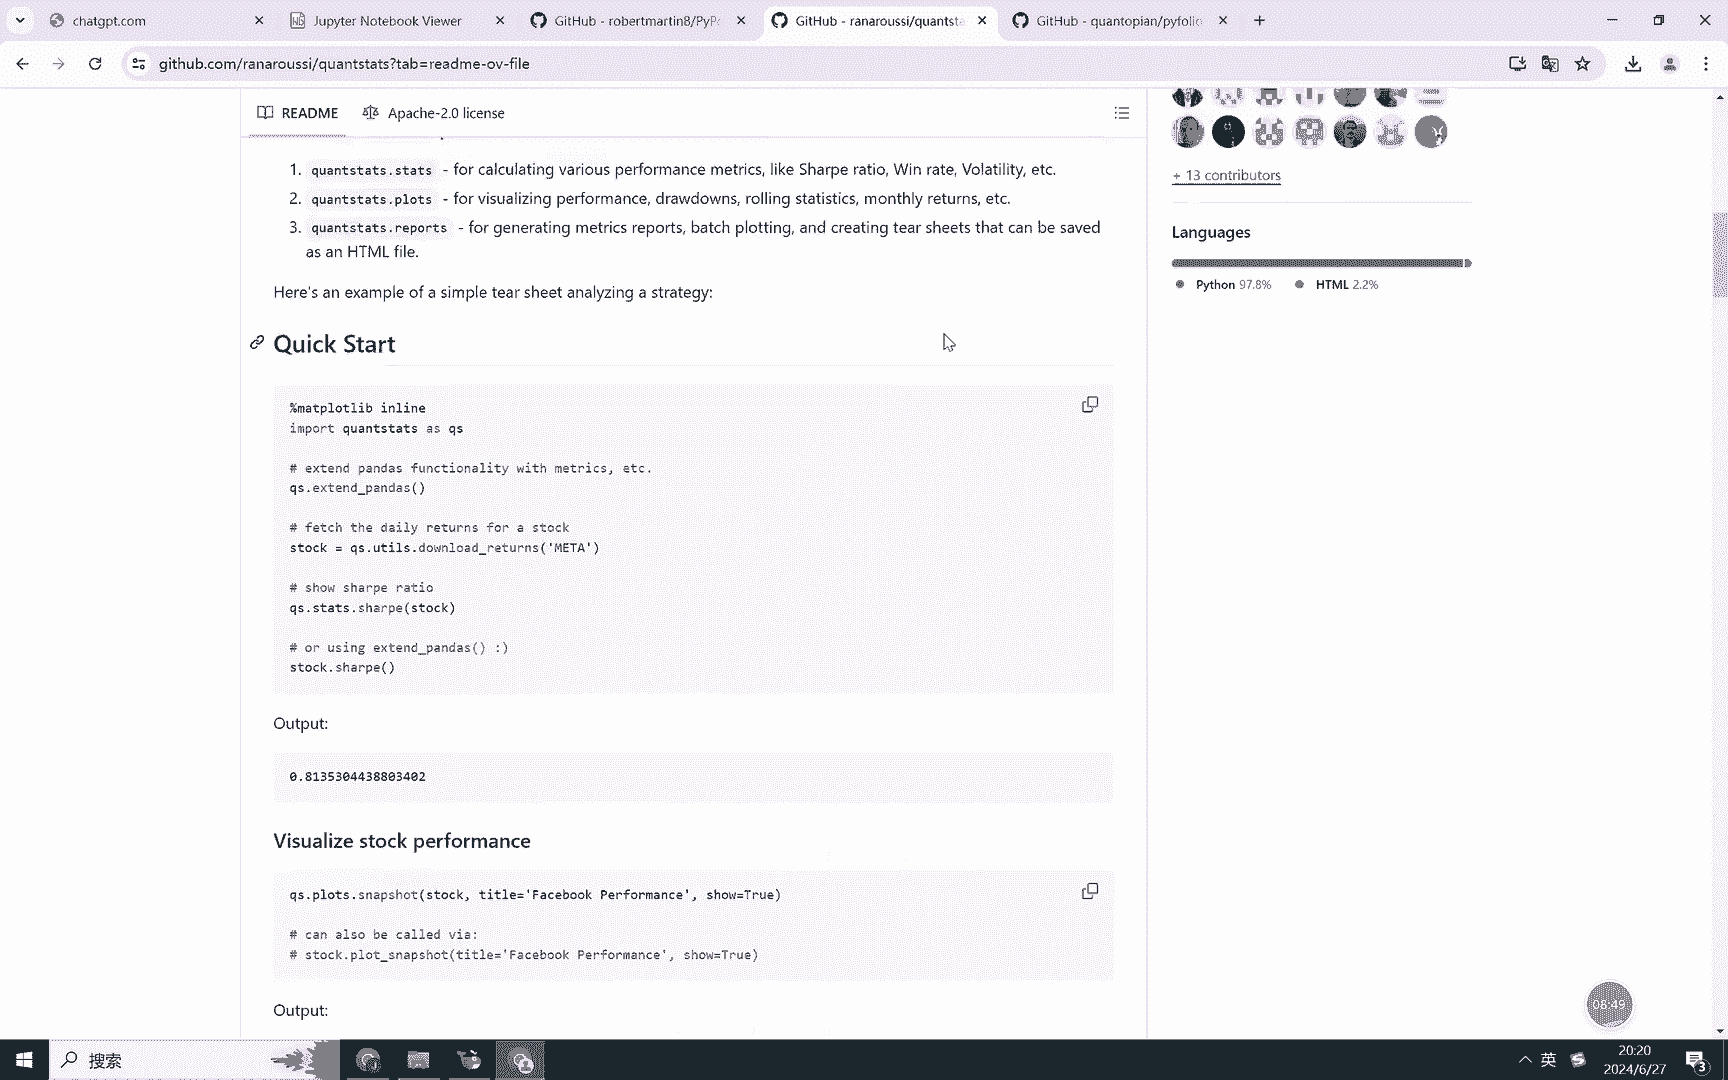 chatgpt.com
Jupyter Notebook Viewer
GitHub - robertmartin8/PyPo
GitHub - ranaroussi/quantsta
GitHub - quantopian/pyfolio
github.com/ranaroussi/quantstats?tab=readme-ov-file
README
Apache-2.0 license
1. quantstats.stats - for calculating various performance metrics, like Sharpe ratio, Win rate, Volatility, etc.
2. quantstats.plots - for visualizing performance, drawdowns, rolling statistics, monthly returns, etc.
3. quantstats.reports - for generating metrics reports, batch plotting, and creating tear sheets that can be saved
as an HTML file.
Here's an example of a simple tear sheet analyzing a strategy:
Quick Start
%matplotlib inline
import quantstats as qs
# extend pandas functionality with metrics, etc.
qs.extend_pandas()
# fetch the daily returns for a stock
stock = qs.utils.download_returns('META')
# show sharpe ratio
qs.stats.sharpe(stock)
# or using extend_pandas() :)
stock.sharpe()
Output:
0.8135304438803402
Visualize stock performance
qs.plots.snapshot(stock, title='Facebook Performance', show=True)
# can also be called via:
# stock.plot_snapshot(title='Facebook Performance', show=True)
Output:
+ 13 contributors
Languages
Python 97.8%
HTML 2.2%
08:49
搜索
英
20:20
2024/6/27
3